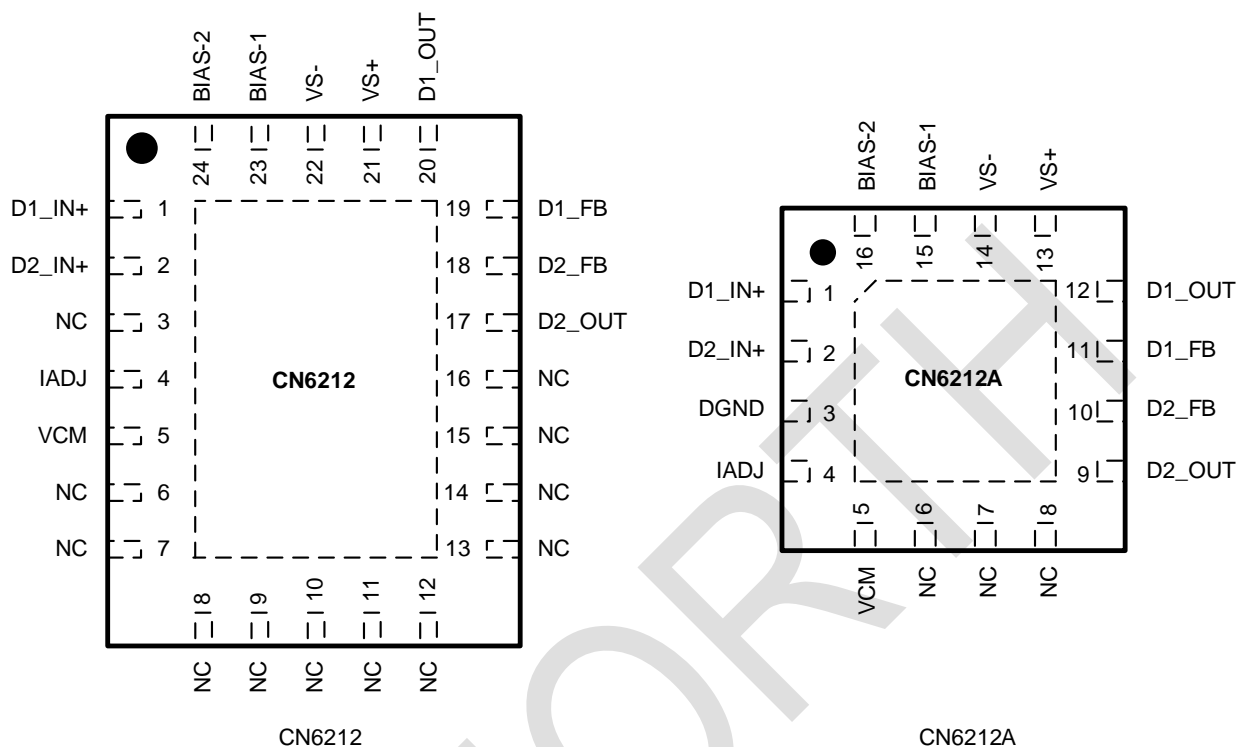 BIAS-2
BIAS-1
VS-
VS+
D1_OUT
24
23
22
21
20
D1_IN+ 1
19 D1_FB
D2_IN+ 2
18 D2_FB
NC 3
17 D2_OUT
IADJ 4
CN6212
16 NC
VCM 5
15 NC
NC 6
14 NC
NC 7
13 NC
8
9
10
11
12
NC
NC
NC
NC
NC
CN6212
BIAS-2
BIAS-1
VS-
VS+
16
15
14
13
D1_IN+ 1
12 D1_OUT
D2_IN+ 2
11 D1_FB
CN6212A
DGND 3
10 D2_FB
IADJ 4
9 D2_OUT
5
6
7
8
VCM
NC
NC
NC
CN6212A